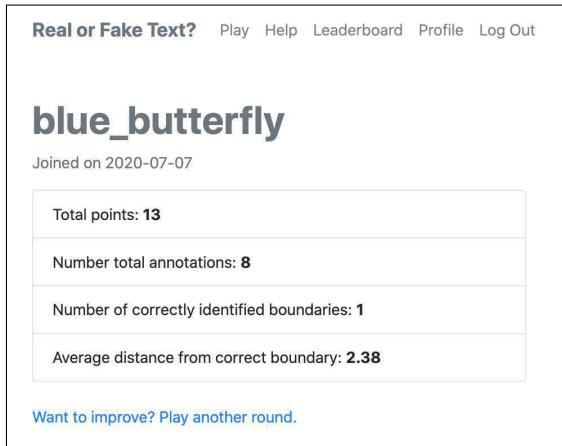 Real or Fake Text? Play Help Leaderboard Profile Log Out
blue_butterfly
Joined on 2020-07-07
Total points: 13
Number total annotations: 8
Number of correctly identified boundaries: 1
Average distance from correct boundary: 2.38
Want to improve? Play another round.